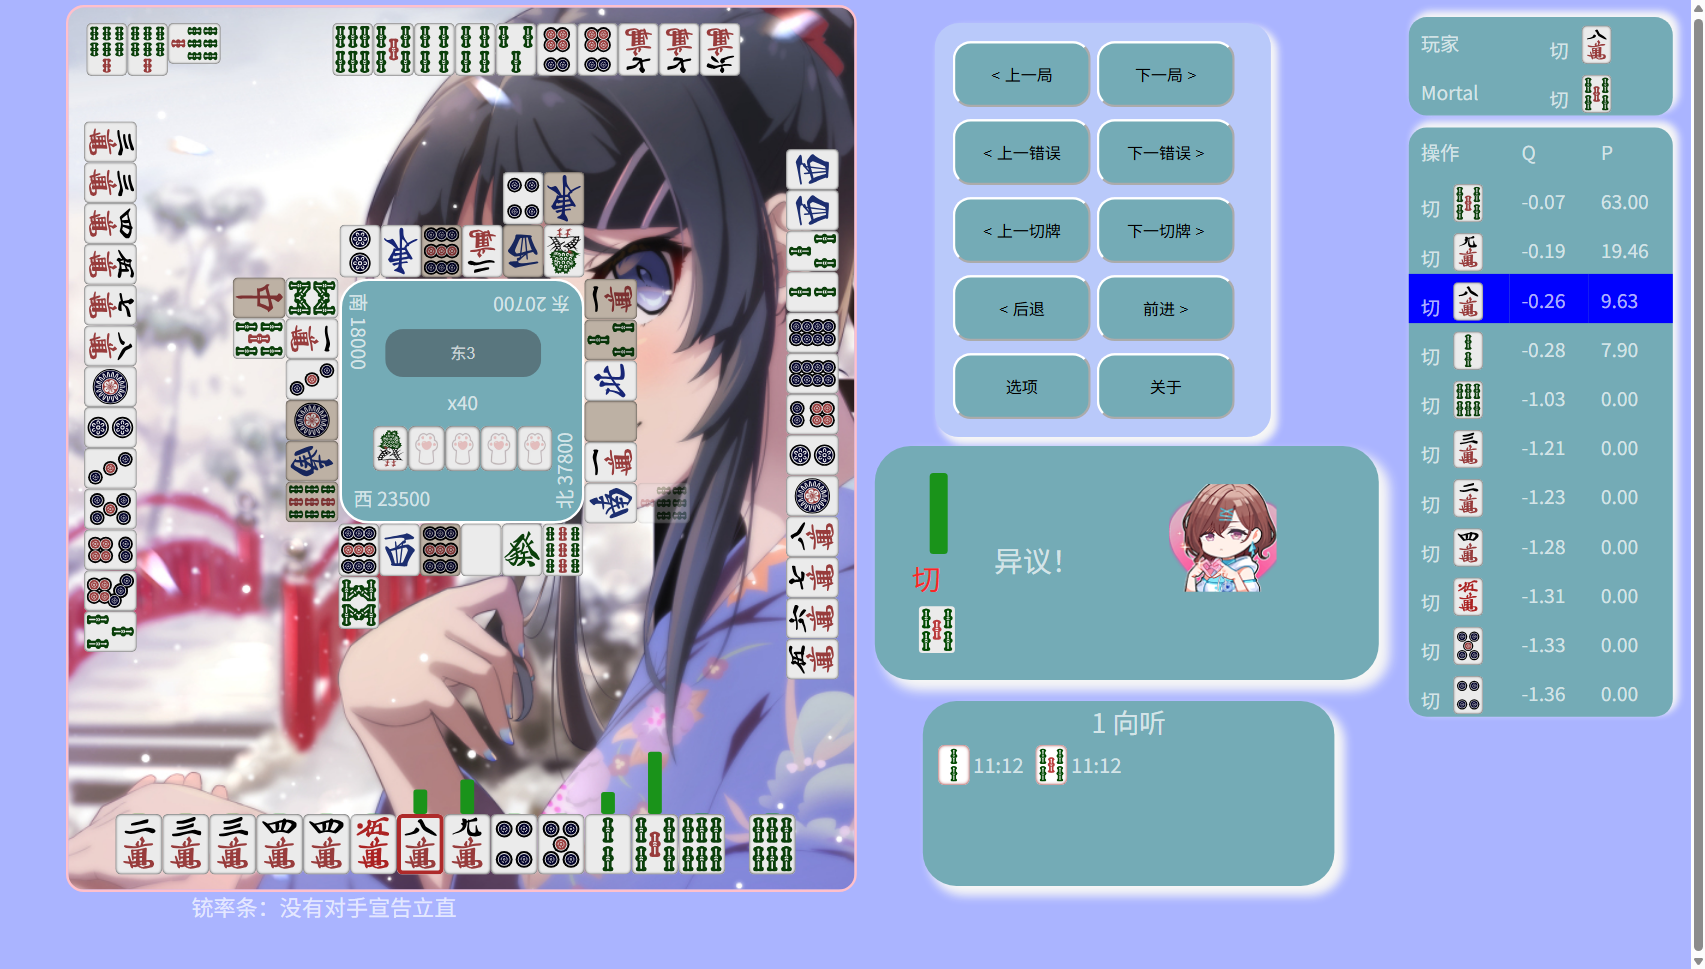 < 上一局
下一局 >
< 上一错误
下一错误 >
< 上一切牌
下一切牌 >
< 后退
前进 >
选项
关于
南 18000
东 20700
东3
x40
西 23500
北 37800
切
异议！
1 向听
11:12
11:12
铳率条：没有对手宣告立直
玩家 切
Mortal 切
操作 Q P
切 -0.07 63.00
切 -0.19 19.46
切 -0.26 9.63
切 -0.28 7.90
切 -1.03 0.00
切 -1.21 0.00
切 -1.23 0.00
切 -1.28 0.00
切 -1.31 0.00
切 -1.33 0.00
切 -1.36 0.00